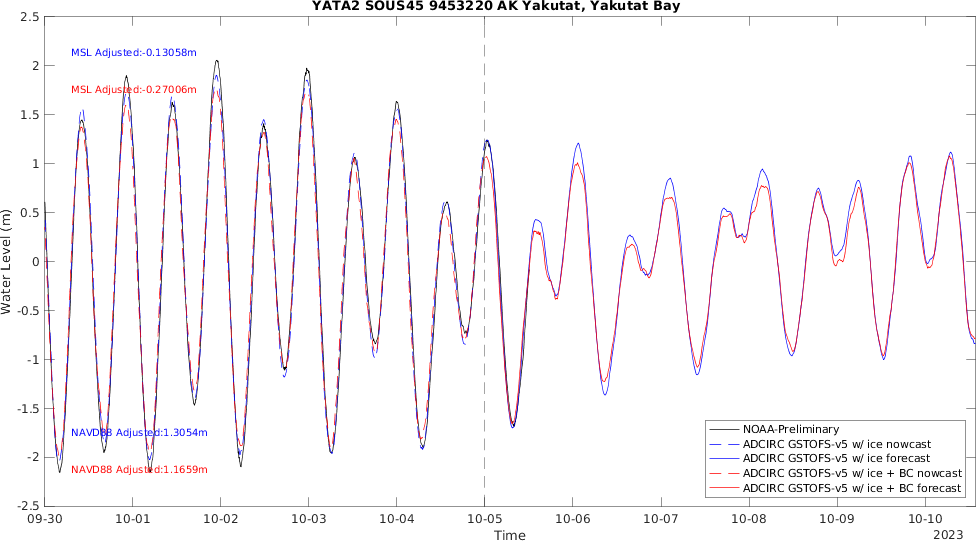 YATA2 SOUS45 9453220 AK Yakutat, Yakutat Bay
2.5
2
1.5
1
0.5
0
-0.5
-1
-1.5
-2
-2.5
Water Level (m)
MSL Adjusted:-0.13058m
MSL Adjusted:-0.27006m
NAVD88 Adjusted:1.3054m
NAVD88 Adjusted:1.1659m
NOAA-Preliminary
ADCIRC GSTOFS-v5 w/ ice nowcast
ADCIRC GSTOFS-v5 w/ ice forecast
ADCIRC GSTOFS-v5 w/ ice + BC nowcast
ADCIRC GSTOFS-v5 w/ ice + BC forecast
09-30 10-01 10-02 10-03 10-04 10-05 10-06 10-07 10-08 10-09 10-10
Time
2023